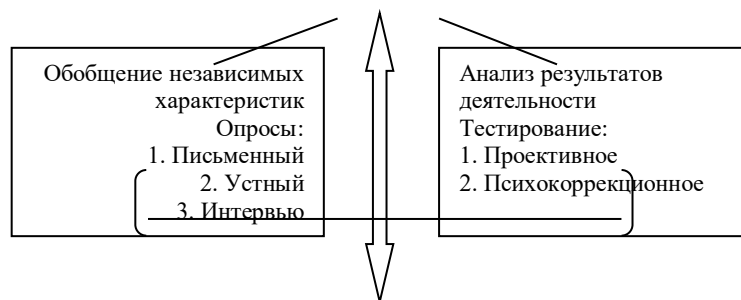 Обобщение независимых
характеристик
Опросы:
1. Письменный
2. Устный
3. Интервью
Анализ результатов
деятельности
Тестирование:
1. Проективное
2. Психокоррекционное